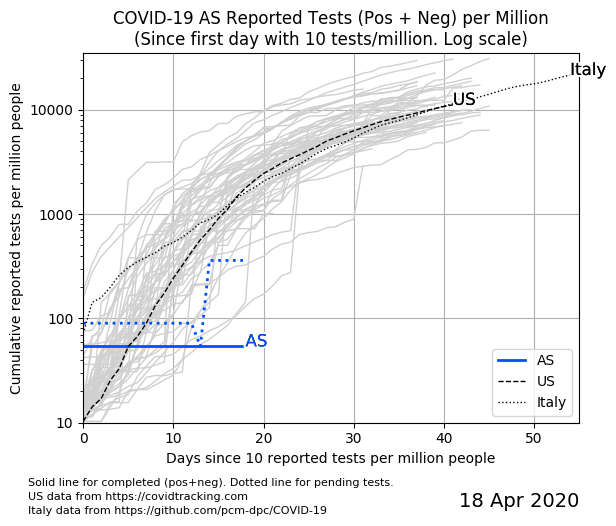 COVID-19 AS Reported Tests (Pos + Neg) per Million
(Since first day with 10 tests/million. Log scale)
Cumulative reported tests per million people
10000
1000
100
10
Italy
US
AS
AS
US
Italy
0 10 20 30 40 50
Days since 10 reported tests per million people
Solid line for completed (pos+neg). Dotted line for pending tests.
US data from https://covidtracking.com
Italy data from https://github.com/pcm-dpc/COVID-19
18 Apr 2020